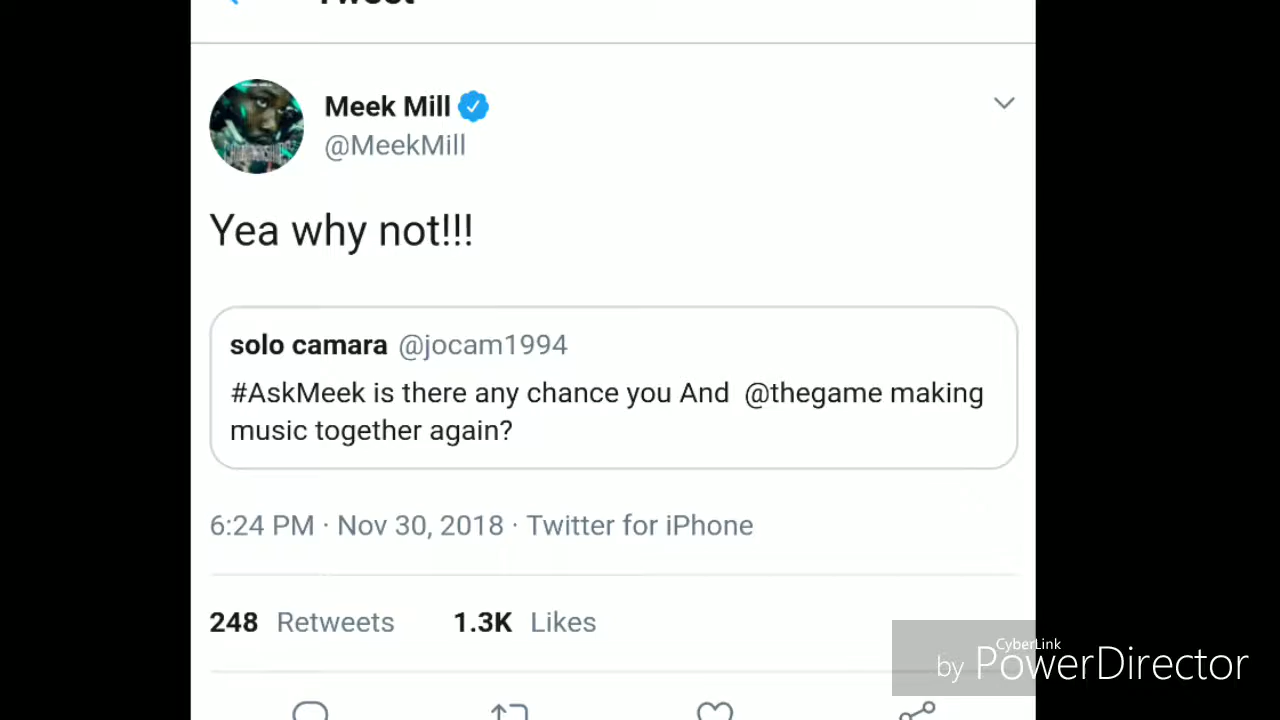 Tweet
Meek Mill
@MeekMill
Yea why not!!!
solo camara @jocam1994
#AskMeek is there any chance you And @thegame making
music together again?
6:24 PM · Nov 30, 2018 · Twitter for iPhone
248 Retweets 1.3K Likes
CyberLink
by PowerDirector